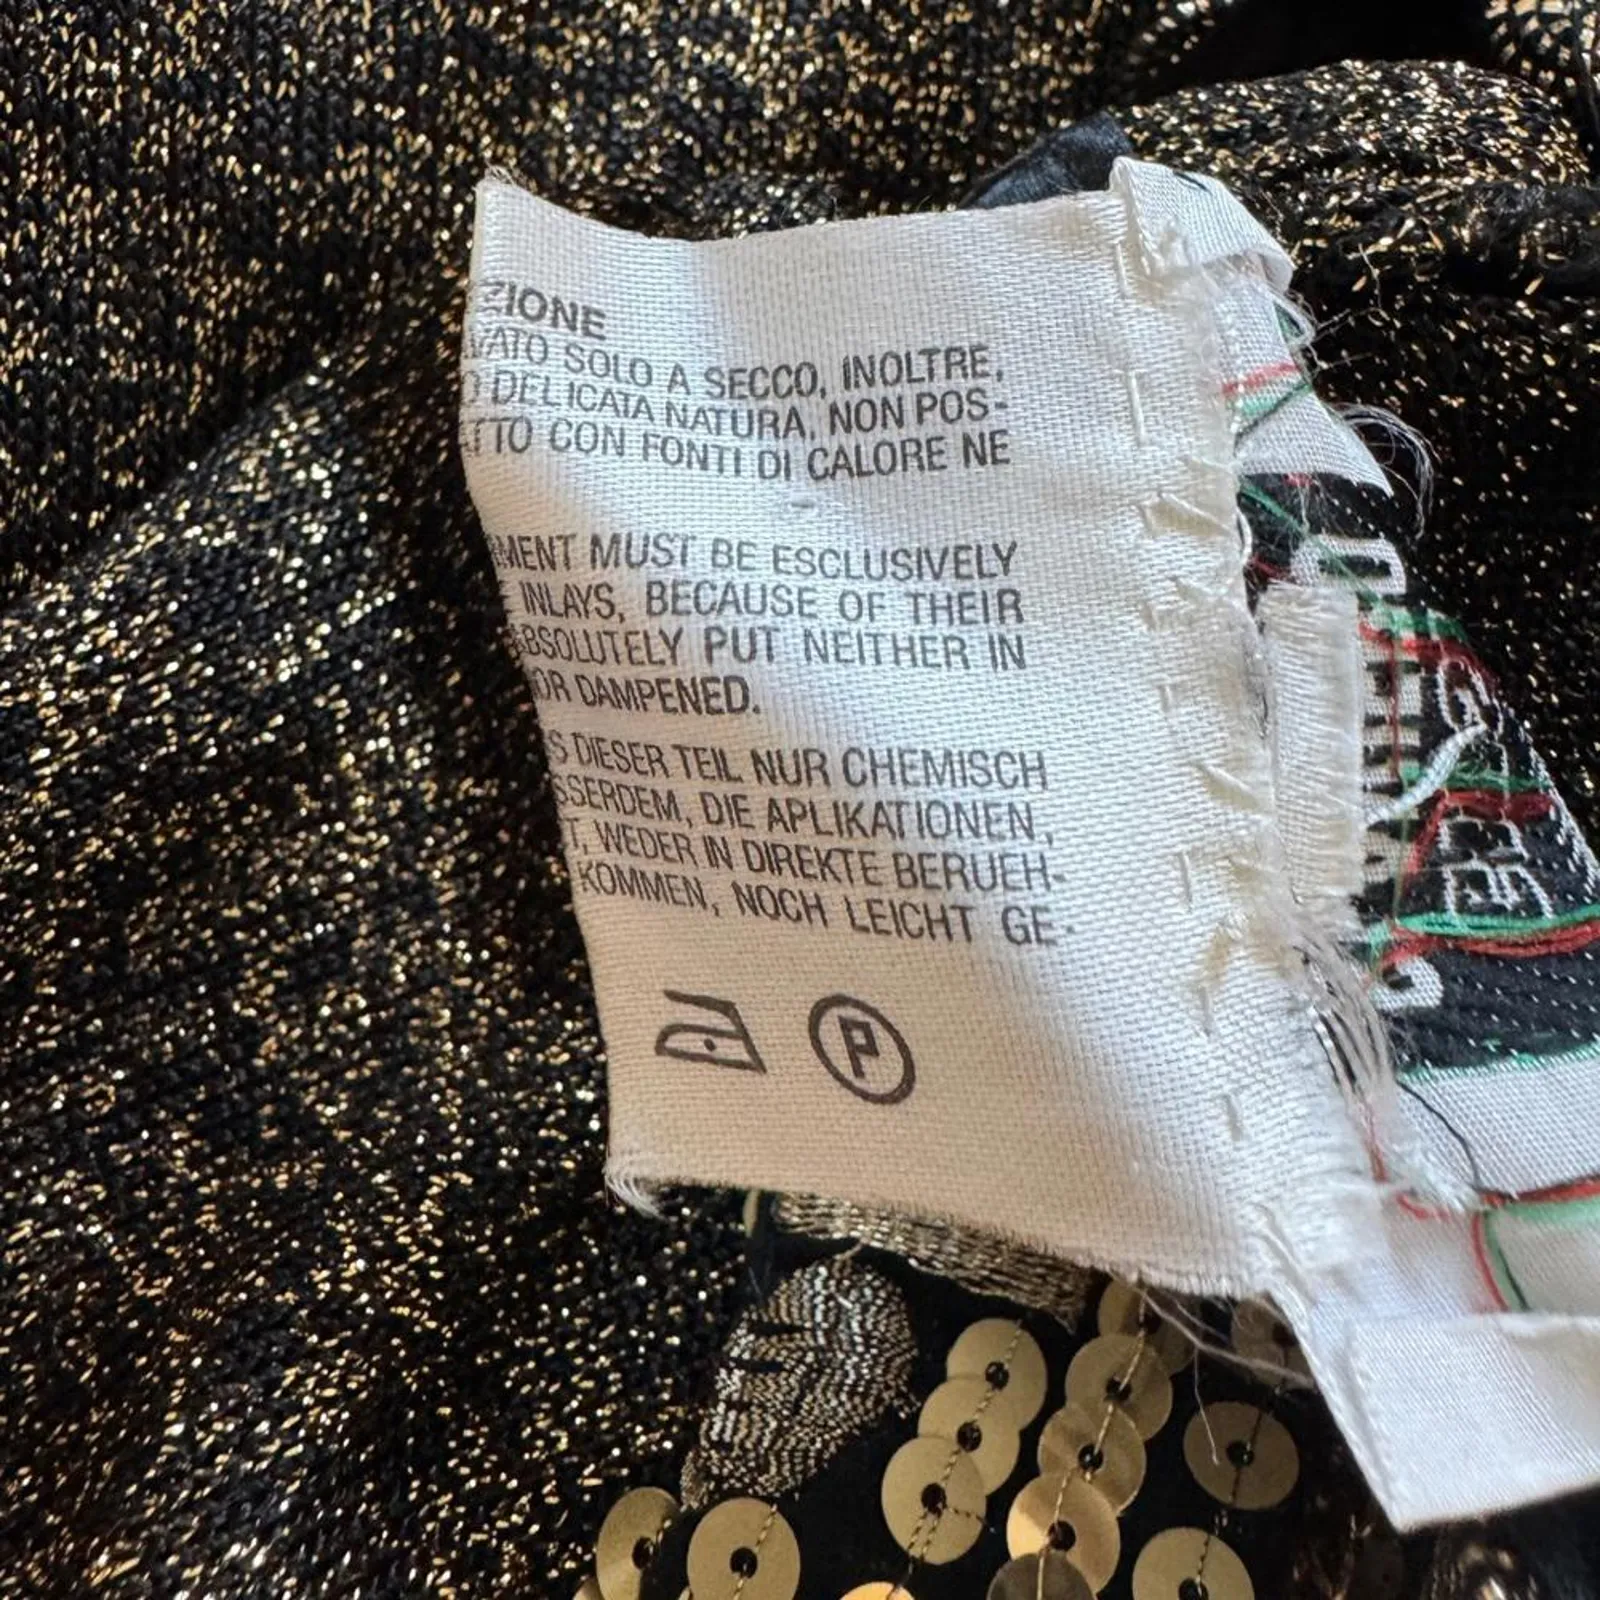 ZIONE
VATO SOLO A SECCO, INOLTRE,
O DELICATA NATURA, NON POS-
TTO CON FONTI DI CALORE NE
RMENT MUST BE ESCLUSIVELY
INLAYS, BECAUSE OF THEIR
ABSOLUTELY PUT NEITHER IN
OR DAMPENED.
S DIESER TEIL NUR CHEMISCH
SSERDEM, DIE APLIKATIONEN,
T, WEDER IN DIREKTE BERUEH-
KOMMEN, NOCH LEICHT GE-
P